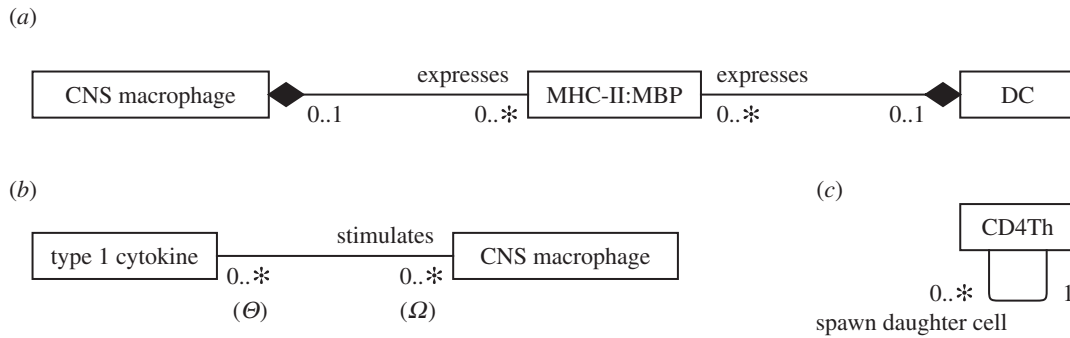 (a)
expresses expresses
CNS macrophage MHC-II:MBP DC
0..1 0..* 0..* 0..1
(b) (c)
stimulates CD4Th
type 1 cytokine CNS macrophage
0..* 0..* 0..* 1
(Θ) (Ω)
spawn daughter cell